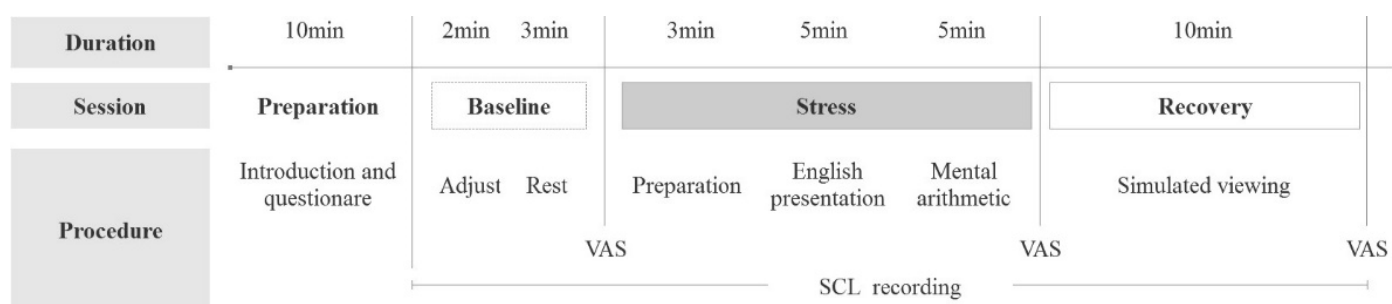 Duration 10min 2min 3min 3min 5min 5min 10min
Session Preparation Baseline Stress Recovery
Procedure
Introduction and
questionare
Adjust Rest
Preparation
English
presentation
Mental
arithmetic
Simulated viewing
VAS VAS VAS
SCL recording